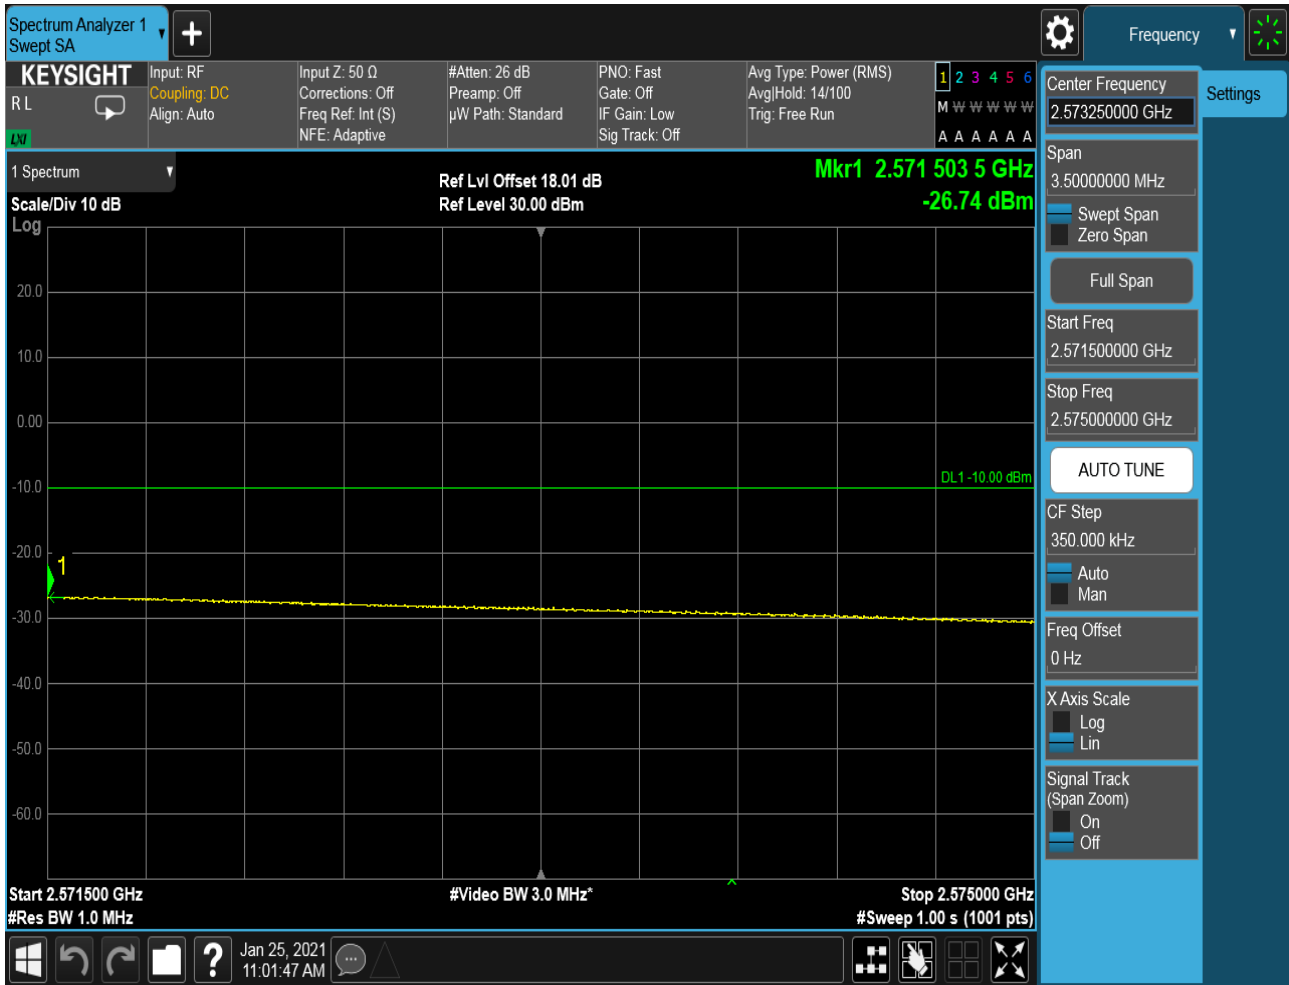 Spectrum Analyzer 1
Swept SA
Frequency
KEYSIGHT
R L
LXI
Input: RF
Coupling: DC
Align: Auto
Input Z: 50 Ω
Corrections: Off
Freq Ref: Int (S)
NFE: Adaptive
#Atten: 26 dB
Preamp: Off
µW Path: Standard
PNO: Fast
Gate: Off
IF Gain: Low
Sig Track: Off
Avg Type: Power (RMS)
Avg|Hold: 14/100
Trig: Free Run
1 2 3 4 5 6
M W W W W W
A A A A A A
1 Spectrum
Scale/Div 10 dB
Log
Ref Lvl Offset 18.01 dB
Ref Level 30.00 dBm
Mkr1 2.571 503 5 GHz
-26.74 dBm
20.0
10.0
0.00
-10.0
-20.0
-30.0
-40.0
-50.0
-60.0
DL1 -10.00 dBm
1
Start 2.571500 GHz
#Res BW 1.0 MHz
#Video BW 3.0 MHz*
Stop 2.575000 GHz
#Sweep 1.00 s (1001 pts)
Jan 25, 2021
11:01:47 AM
?
Center Frequency
2.573250000 GHz
Settings
Span
3.50000000 MHz
Swept Span
Zero Span
Full Span
Start Freq
2.571500000 GHz
Stop Freq
2.575000000 GHz
AUTO TUNE
CF Step
350.000 kHz
Auto
Man
Freq Offset
0 Hz
X Axis Scale
Log
Lin
Signal Track
(Span Zoom)
On
Off